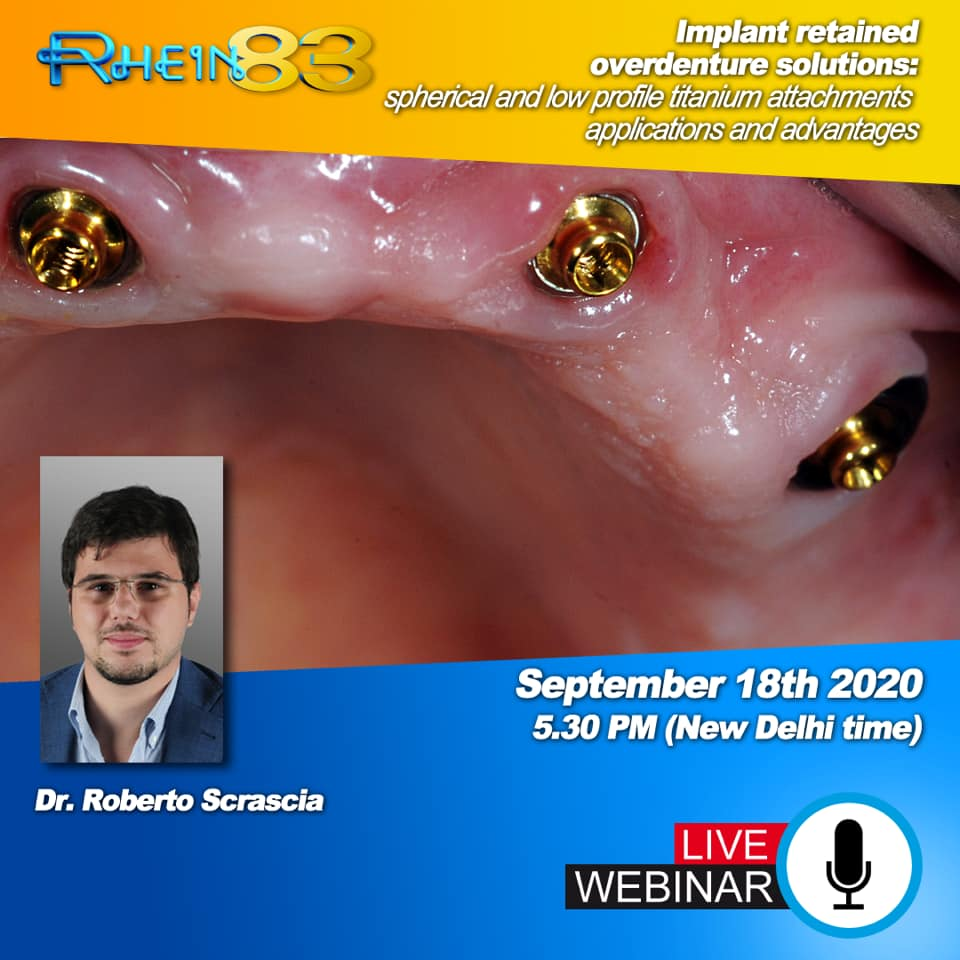 RHEIN83
Implant retained
overdenture solutions:
spherical and low profile titanium attachments
applications and advantages
September 18th 2020
5.30 PM (New Delhi time)
Dr. Roberto Scrascia
LIVE
WEBINAR